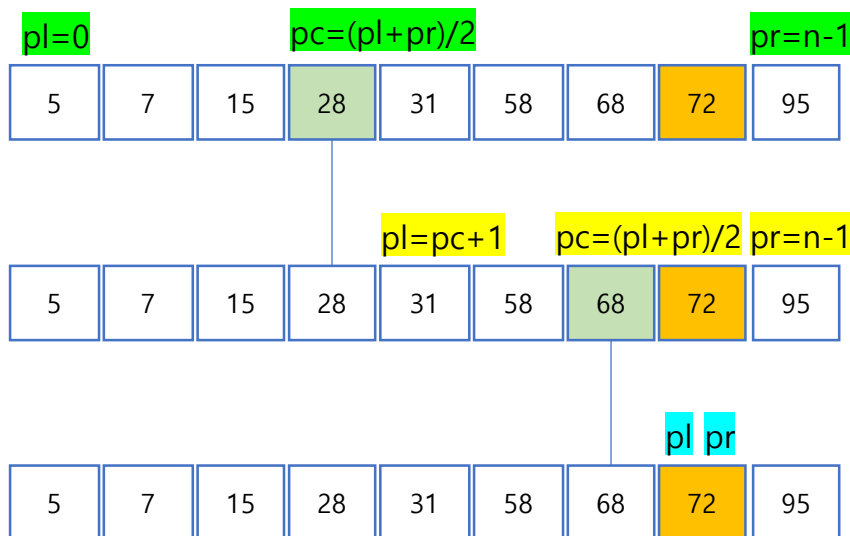 pl=0 pc=(pl+pr)/2 pr=n-1
5 7 15 28 31 58 68 72 95
pl=pc+1 pc=(pl+pr)/2 pr=n-1
5 7 15 28 31 58 68 72 95
pl pr
5 7 15 28 31 58 68 72 95